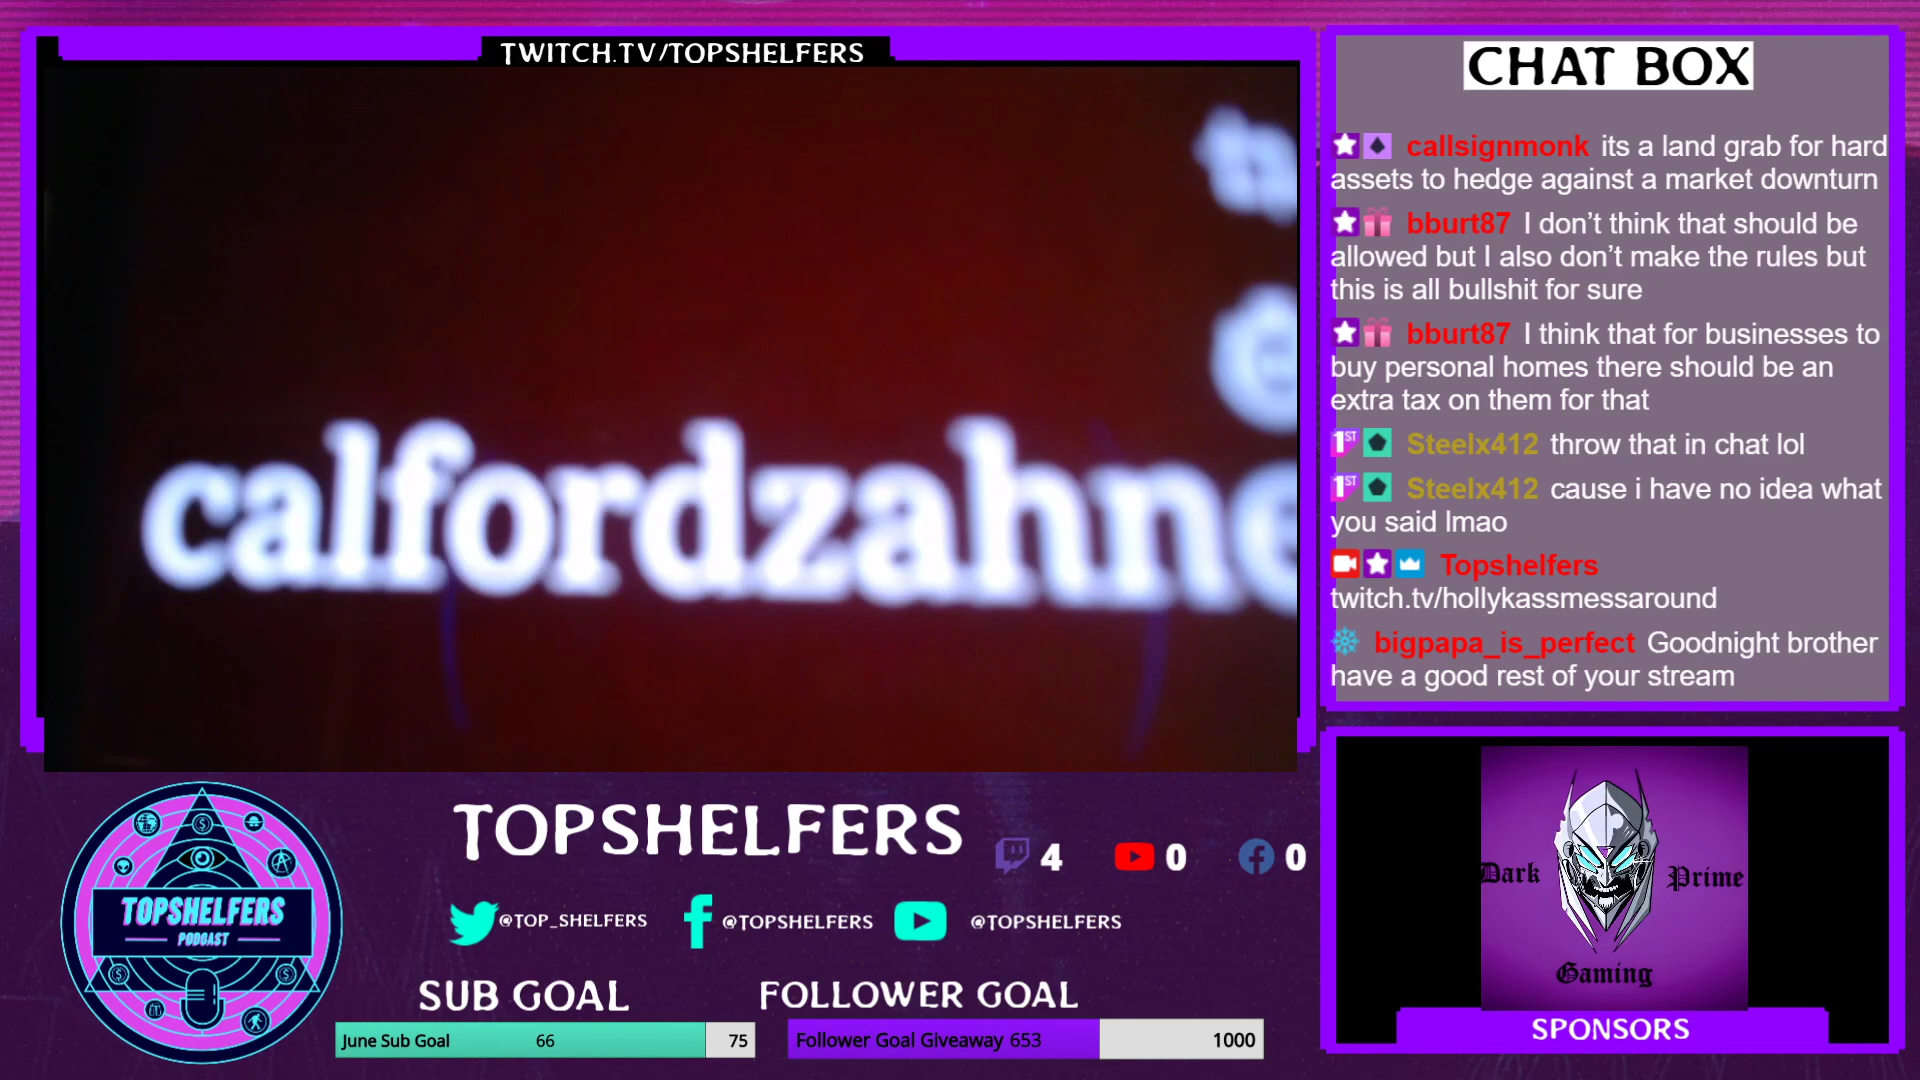 TWITCH.TV/TOPSHELFERS
calfordzahne
CHAT BOX
callsignmonk its a land grab for hard
assets to hedge against a market downturn
bburt87 I don’t think that should be
allowed but I also don’t make the rules but
this is all bullshit for sure
bburt87 I think that for businesses to
buy personal homes there should be an
extra tax on them for that
1ST Steelx412 throw that in chat lol
1ST Steelx412 cause i have no idea what
you said lmao
Topshelfers
twitch.tv/hollykassmessaround
bigpapa_is_perfect Goodnight brother
have a good rest of your stream
TOPSHELFERS
PODCAST
TOPSHELFERS
4 0 0
@TOP_SHELFERS @TOPSHELFERS @TOPSHELFERS
SUB GOAL
June Sub Goal 66 75
FOLLOWER GOAL
Follower Goal Giveaway 653 1000
Dark Prime
Gaming
SPONSORS